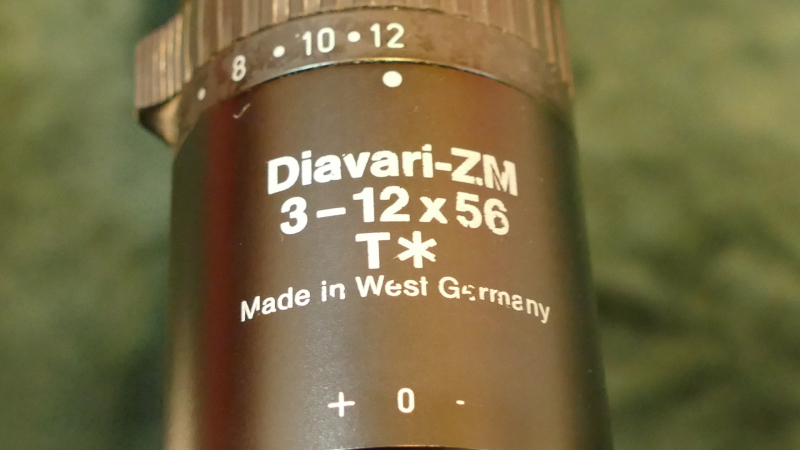 8 • 10 • 12
Diavari-ZM
3-12x56
T*
Made in West Germany
+ 0 -